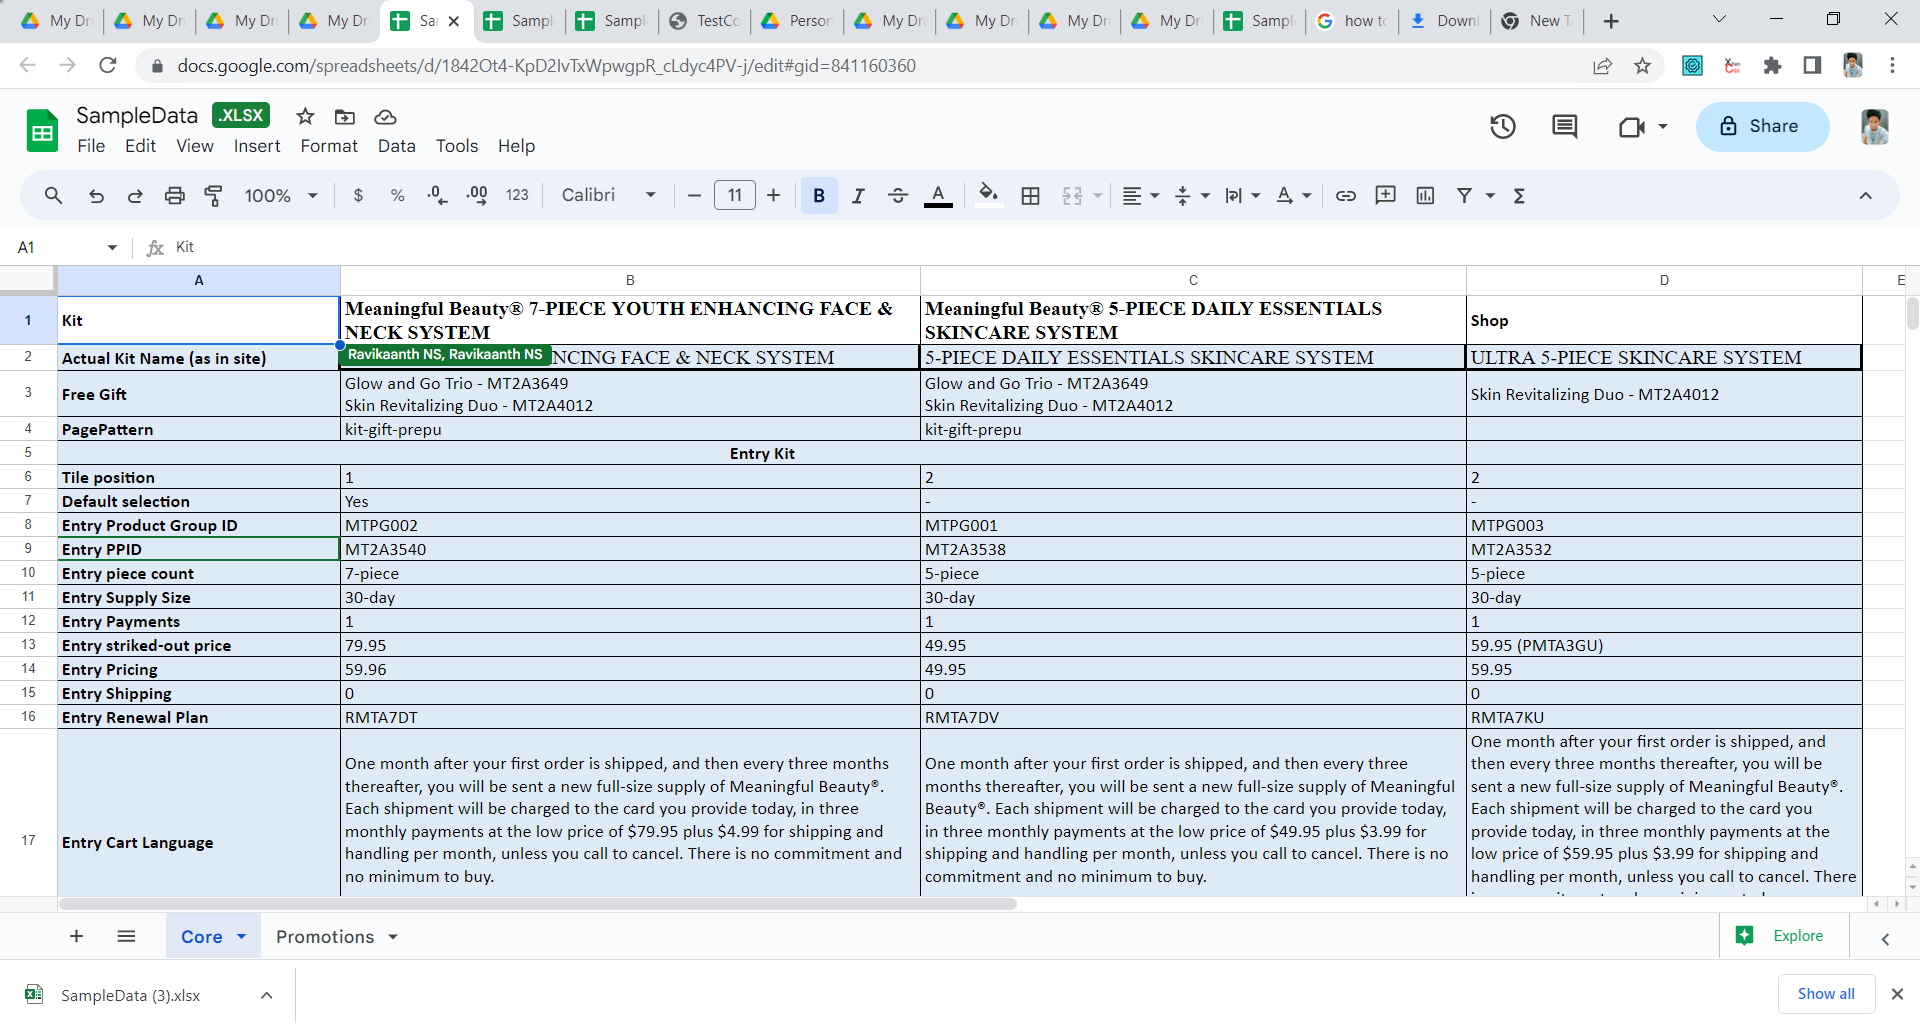 My Dri My Dri My Dri My Dri Sa Sampl Sampl TestCo Person My Dri My Dri My Dri My Dri Sampl how to Downl New T
docs.google.com/spreadsheets/d/1842Ot4-KpD2IvTxWpwgpR_cLdyc4PV-j/edit#gid=841160360
SampleData .XLSX
File Edit View Insert Format Data Tools Help
Share
100% $ % .0 .00 123 Calibri 11 B I A
A1 fx Kit
A B C D E
1 Kit Meaningful Beauty® 7-PIECE YOUTH ENHANCING FACE & NECK SYSTEM Meaningful Beauty® 5-PIECE DAILY ESSENTIALS SKINCARE SYSTEM Shop
2 Actual Kit Name (as in site) Ravikaanth NS, Ravikaanth NS NCING FACE & NECK SYSTEM 5-PIECE DAILY ESSENTIALS SKINCARE SYSTEM ULTRA 5-PIECE SKINCARE SYSTEM
3 Free Gift Glow and Go Trio - MT2A3649 Skin Revitalizing Duo - MT2A4012 Glow and Go Trio - MT2A3649 Skin Revitalizing Duo - MT2A4012 Skin Revitalizing Duo - MT2A4012
4 PagePattern kit-gift-prepu kit-gift-prepu
5 Entry Kit
6 Tile position 1 2 2
7 Default selection Yes - -
8 Entry Product Group ID MTPG002 MTPG001 MTPG003
9 Entry PPID MT2A3540 MT2A3538 MT2A3532
10 Entry piece count 7-piece 5-piece 5-piece
11 Entry Supply Size 30-day 30-day 30-day
12 Entry Payments 1 1 1
13 Entry striked-out price 79.95 49.95 59.95 (PMTA3GU)
14 Entry Pricing 59.96 49.95 59.95
15 Entry Shipping 0 0 0
16 Entry Renewal Plan RMTA7DT RMTA7DV RMTA7KU
17 Entry Cart Language
One month after your first order is shipped, and then every three months
thereafter, you will be sent a new full-size supply of Meaningful Beauty®.
Each shipment will be charged to the card you provide today, in three
monthly payments at the low price of $79.95 plus $4.99 for shipping and
handling per month, unless you call to cancel. There is no commitment and
no minimum to buy.
One month after your first order is shipped, and then every three
months thereafter, you will be sent a new full-size supply of Meaningful
Beauty®. Each shipment will be charged to the card you provide today,
in three monthly payments at the low price of $49.95 plus $3.99 for
shipping and handling per month, unless you call to cancel. There is no
commitment and no minimum to buy.
One month after your first order is shipped, and
then every three months thereafter, you will be
sent a new full-size supply of Meaningful Beauty®.
Each shipment will be charged to the card you
provide today, in three monthly payments at the
low price of $59.95 plus $3.99 for shipping and
handling per month, unless you call to cancel. There
Core Promotions Explore
SampleData (3).xlsx Show all